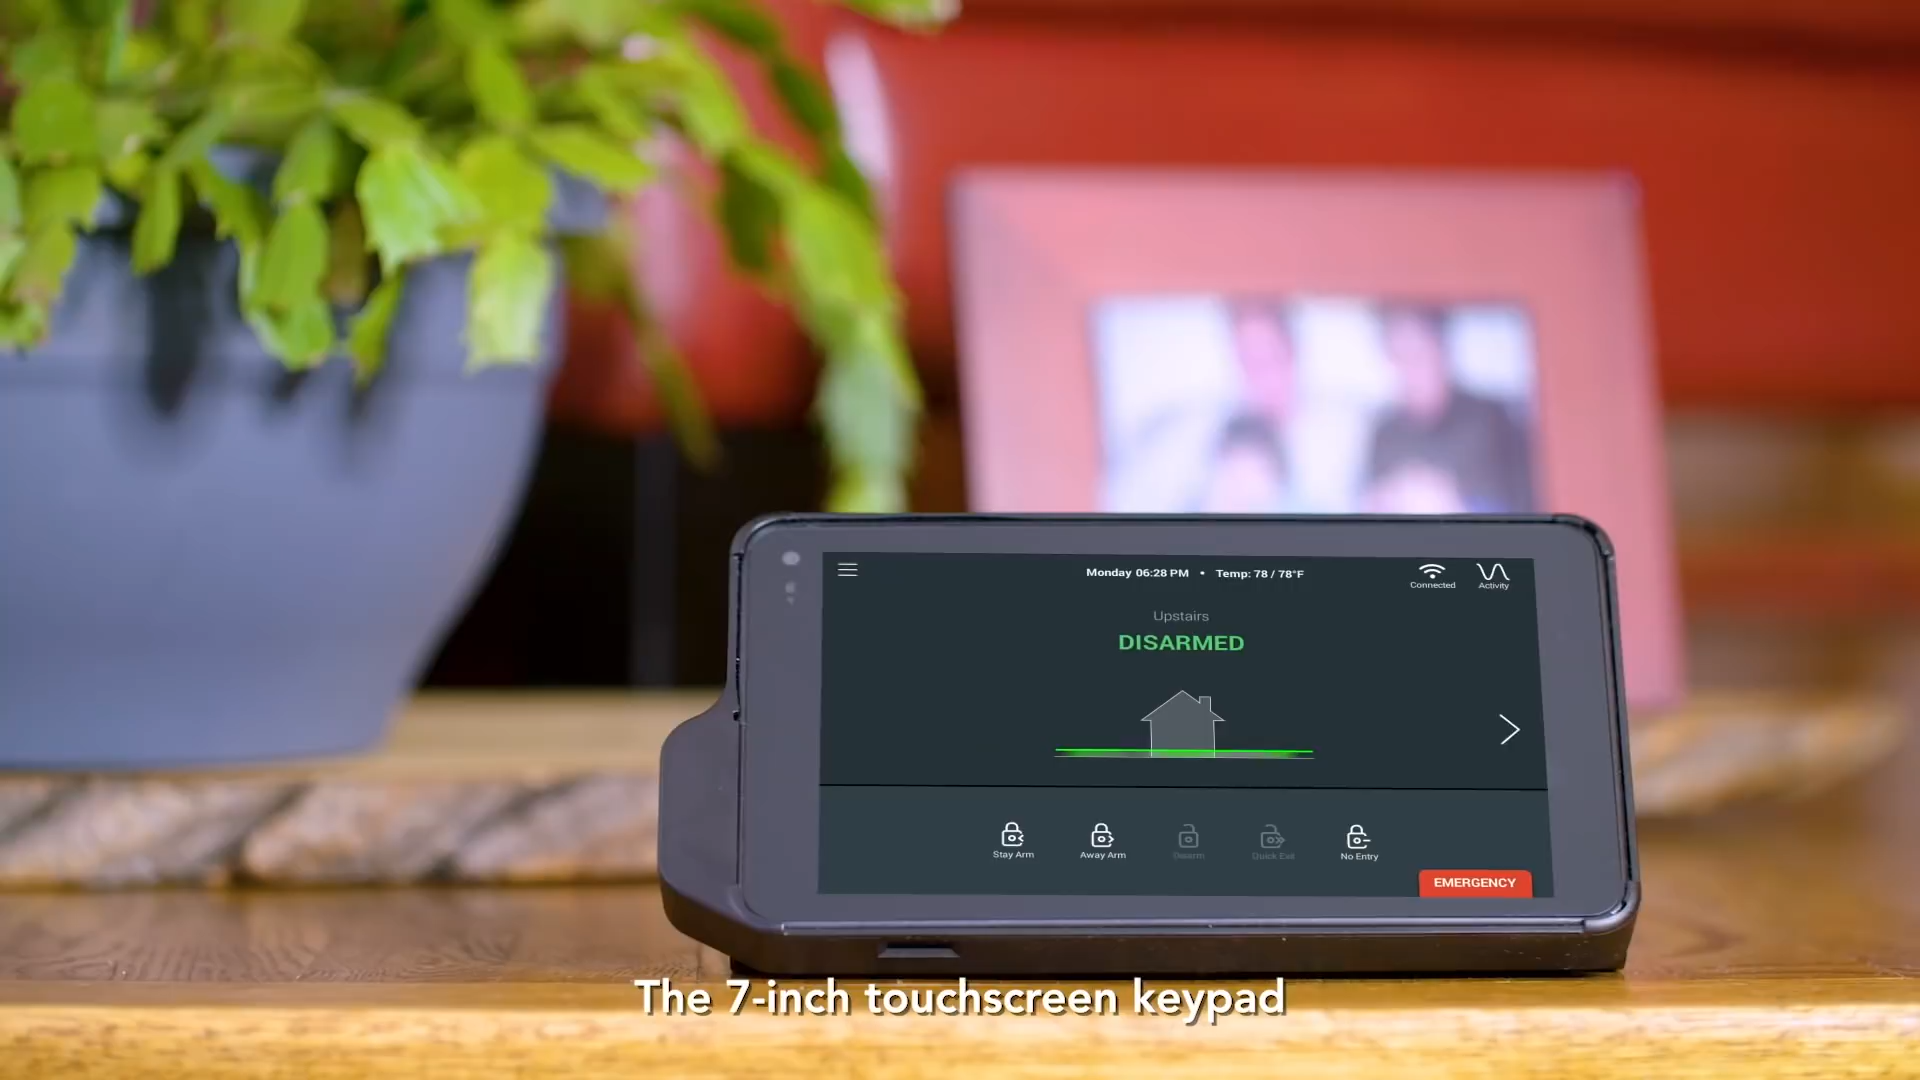 Monday 06:28 PM • Temp: 78 / 78°F
Connected
Activity
Upstairs
DISARMED
Stay Arm
Away Arm
Disarm
Quick Exit
No Entry
EMERGENCY
The 7-inch touchscreen keypad